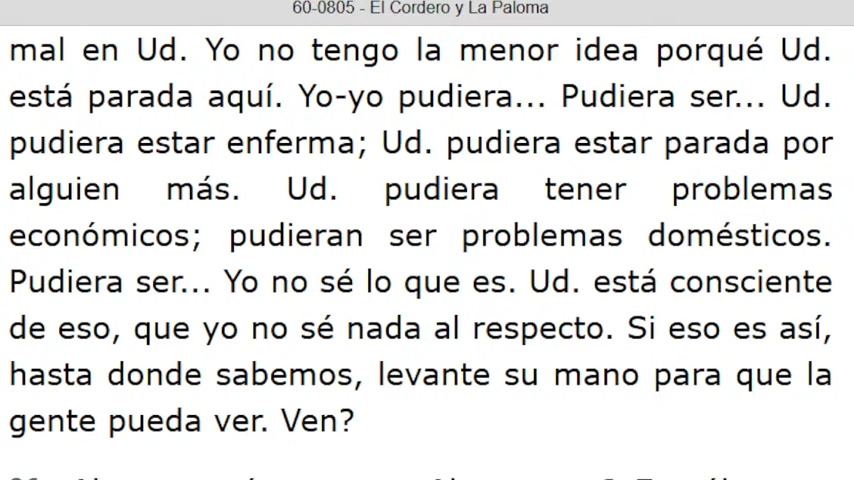 60-0805 - El Cordero y La Paloma
mal en Ud. Yo no tengo la menor idea porqué Ud.
está parada aquí. Yo-yo pudiera... Pudiera ser... Ud.
pudiera estar enferma; Ud. pudiera estar parada por
alguien más. Ud. pudiera tener problemas
económicos; pudieran ser problemas domésticos.
Pudiera ser... Yo no sé lo que es. Ud. está consciente
de eso, que yo no sé nada al respecto. Si eso es así,
hasta donde sabemos, levante su mano para que la
gente pueda ver. Ven?